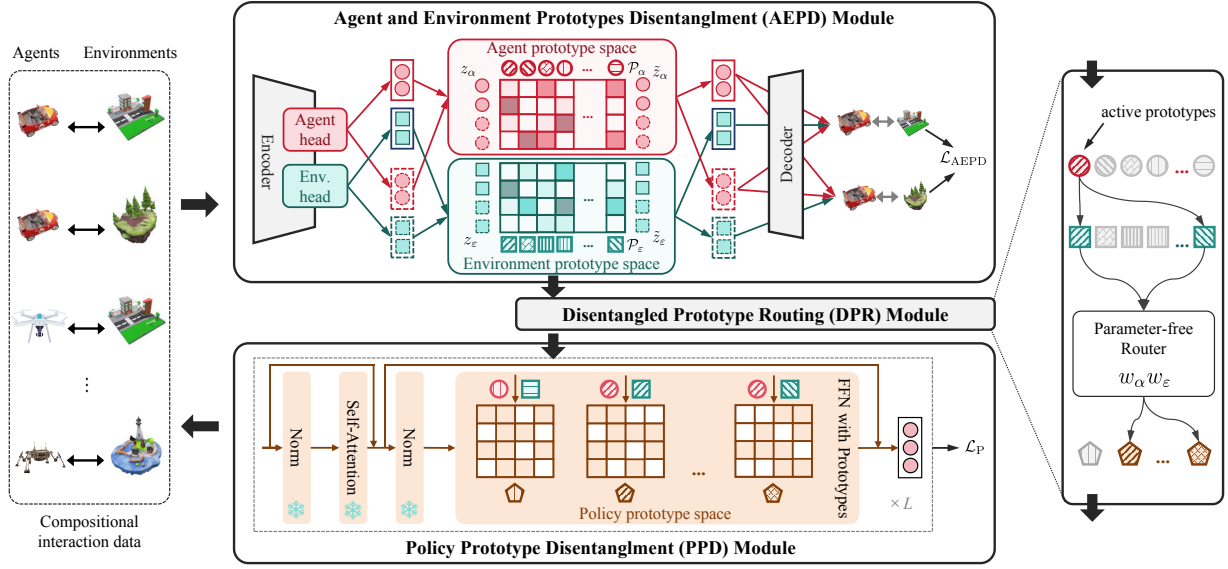 Agent and Environment Prototypes Disentanglment (AEPD) Module
Agents
Environments
Encoder
Agent
head
Env.
head
Agent prototype space
z_α
...
𝒫_α
z̃_α
...
...
z_ε
...
𝒫_ε
z̃_ε
Environment prototype space
Decoder
ℒ_AEPD
active prototypes
...
...
Parameter-free
Router
w_α w_ε
...
Disentangled Prototype Routing (DPR) Module
...
Norm
Self-Attention
Norm
...
FFN with Prototypes
Policy prototype space
ℒ_P
× L
Compositional
interaction data
Policy Prototype Disentanglment (PPD) Module